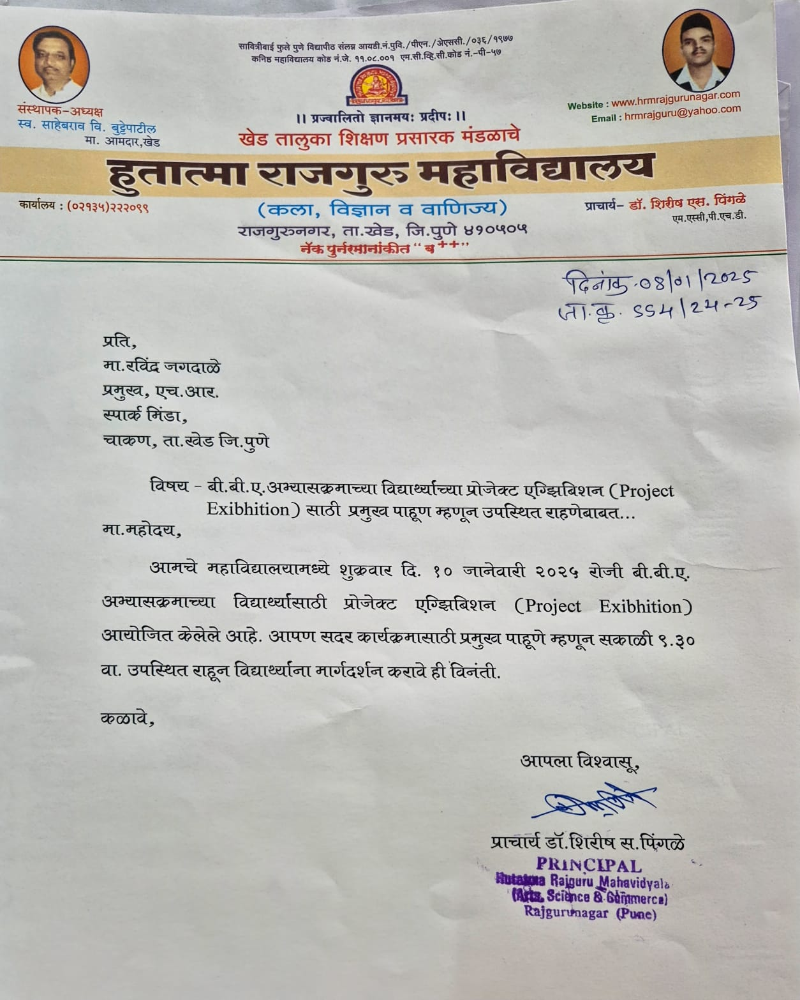 सावित्रीबाई फुले पुणे विद्यापीठ संलग्न आयडी.नं.पुवि./पीएन./अेएससी./०३६/१९७७
कनिष्ठ महाविद्यालय कोड नं.जे. ११.०८.००१ एम.सी.व्हि.सी.कोड नं.-पी-५७
।। प्रज्वालितो ज्ञानमयः प्रदीपः।।
संस्थापक-अध्यक्ष
स्व. साहेबराव वि. बुट्टेपाटील
मा. आमदार,खेड
Website : www.hrmrajgurunagar.com
Email : hrmrajguru@yahoo.com
खेड तालुका शिक्षण प्रसारक मंडळाचे
हुतात्मा राजगुरु महाविद्यालय
कार्यालय : (०२१३५)२२२०९९
(कला, विज्ञान व वाणिज्य)
प्राचार्य- डॉ. शिरीष एस. पिंगळे
एम.एस्सी,पी.एच.डी.
राजगुरुनगर, ता.खेड, जि.पुणे ४१०५०५
नॅक पुर्नरमानांकीत “ब++”
दिनांक.08/01/2025
जा.क्र. 994/24-25
प्रति,
मा.रविंद्र जगदाळे
प्रमुख, एच.आर.
स्पार्क मिंडा,
चाकण, ता.खेड जि.पुणे
विषय - बी.बी.ए.अभ्यासक्रमाच्या विद्यार्थ्याच्या प्रोजेक्ट एग्झिबिशन (Project
Exibhition) साठी प्रमुख पाहूण म्हणून उपस्थित राहणेबाबत...
मा.महोदय,
आमचे महाविद्यालयामध्ये शुक्रवार दि. १० जानेवारी २०२५ रोजी बी.बी.ए.
अभ्यासक्रमाच्या विद्यार्थ्यासाठी प्रोजेक्ट एग्झिबिशन (Project Exibhition)
आयोजित केलेले आहे. आपण सदर कार्यक्रमासाठी प्रमुख पाहूणे म्हणून सकाळी ९.३०
वा. उपस्थित राहून विद्यार्थ्यांना मार्गदर्शन करावे ही विनंती.
कळावे,
आपला विश्वासू,
प्राचार्य डॉ.शिरीष स.पिंगळे
PRINCIPAL
Hutatma Rajguru Mahavidyala
(Arts, Science & Commerce)
Rajgurunagar (Pune)